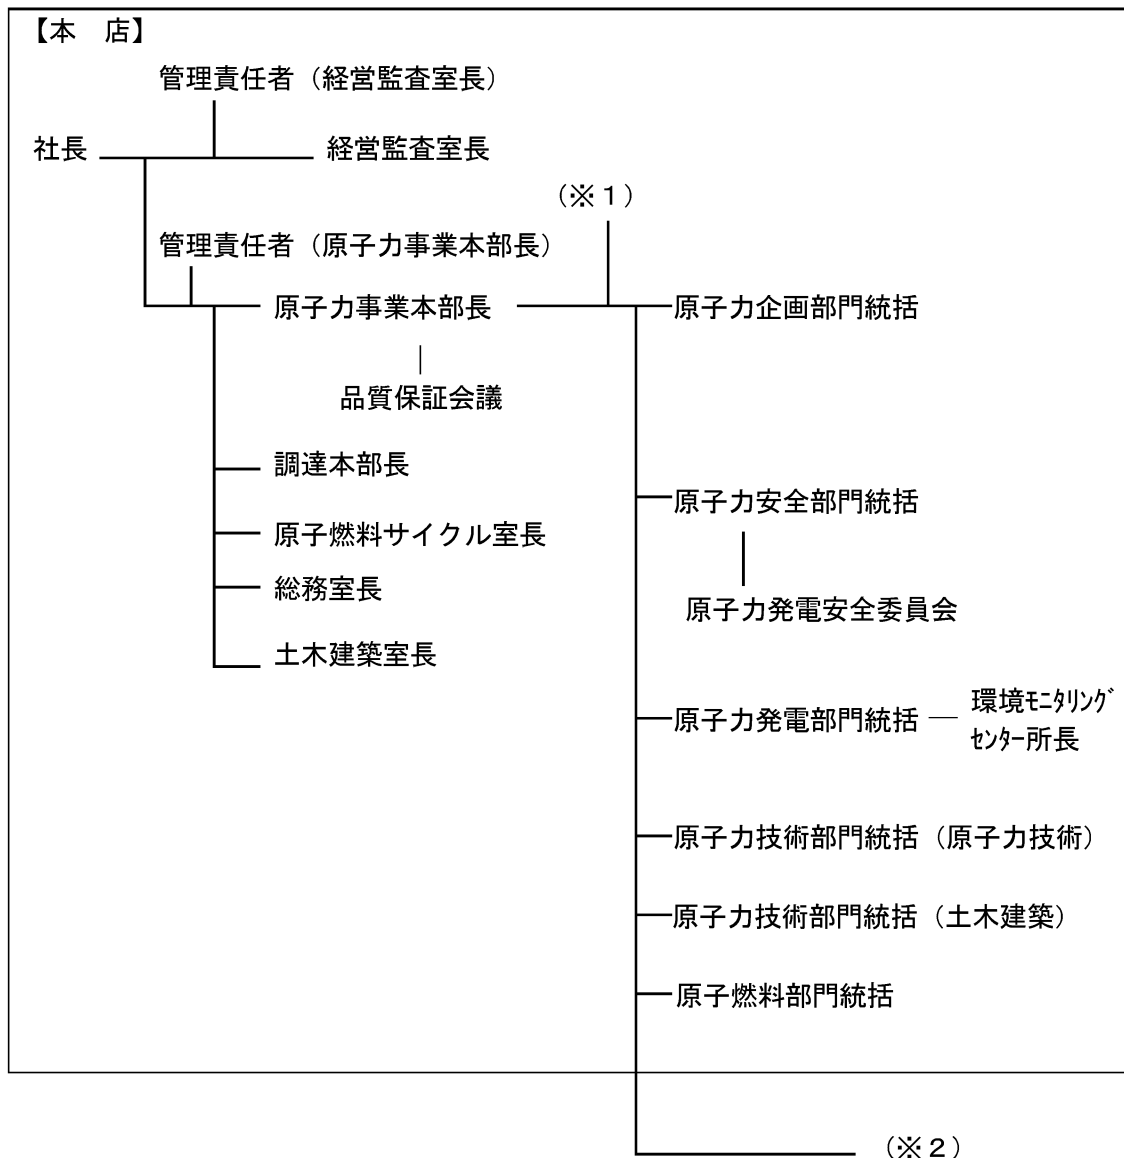 【本　店】
管理責任者（経営監査室長）
社長
経営監査室長
（※１）
管理責任者（原子力事業本部長）
原子力事業本部長
原子力企画部門統括
品質保証会議
調達本部長
原子力安全部門統括
原子燃料サイクル室長
総務室長
原子力発電安全委員会
土木建築室長
原子力発電部門統括
環境ﾓﾆﾀﾘﾝｸﾞ
ｾﾝﾀｰ所長
原子力技術部門統括（原子力技術）
原子力技術部門統括（土木建築）
原子燃料部門統括
（※２）